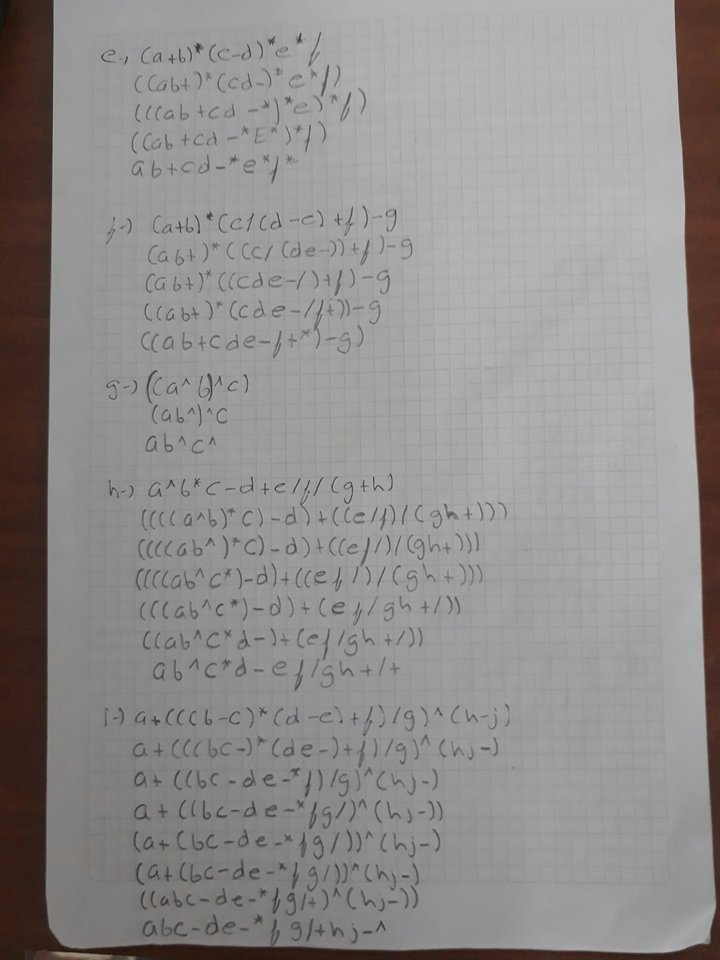 e-) (a+b)*(c-d)*e*f
((ab+)*(cd-)*e*f)
(((ab+cd-*)*e)*f)
((ab+cd-*E*)*f)
ab+cd-*e*f*
f-) (a+b)*(c/(d-e)+f)-g
(ab+)*(((c/(de-))+f)-g
(ab+)*((cde-/)+f)-g
((ab+)*(cde-/f+))-g
((ab+cde-f+*)-g)
g-) ((a^b)^c)
(ab^)^c
ab^c^
h-) a^b*c-d+e/f/(g+h)
((((a^b)*c)-d)+((e/f)/(gh+)))
((((ab^)*c)-d)+((ef/)/(gh+)))
((((ab^c*)-d)+((ef/)/(gh+)))
(((ab^c*)-d)+(ef/gh+/))
((ab^c*d-)+(ef/gh+/))
ab^c*d-ef/gh+/+
i-) a+(((b-c)*(d-e)+f)/g)^(h-j)
a+(((bc-)*(de-)+f)/g)^(hj-)
a+((bc-de-*f)/g)^(hj-)
a+((bc-de-*fg/)^(hj-))
(a+(bc-de-*fg/))^(hj-)
(a+(bc-de-*fg/))^(hj-)
((abc-de-*fg/+)^(hj-))
abc-de-*fg/+hj-^